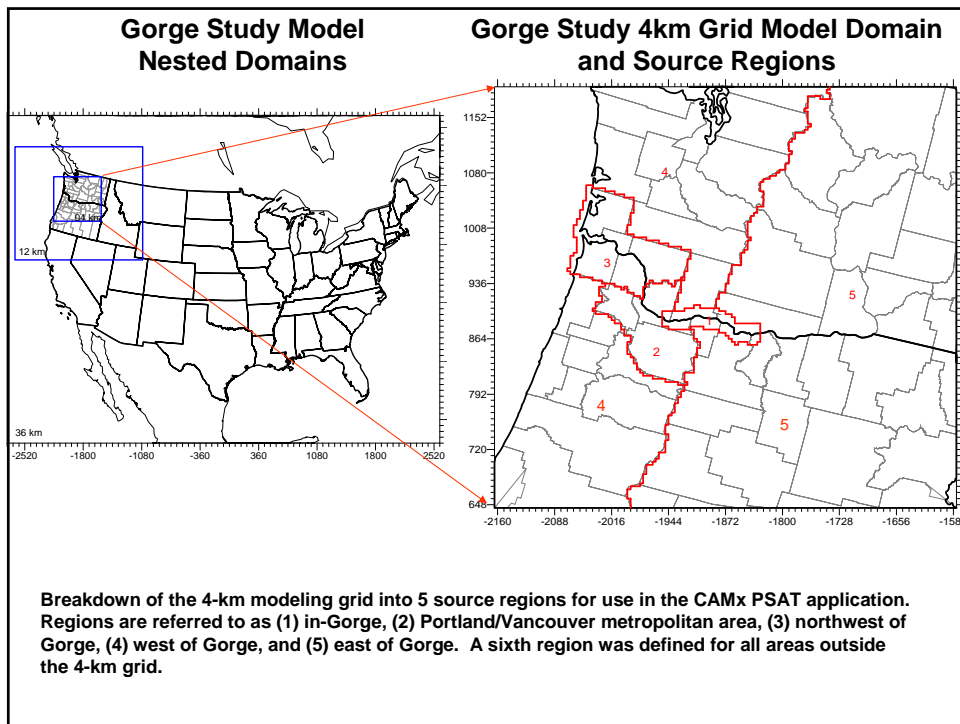 Gorge Study Model
Nested Domains
Gorge Study 4km Grid Model Domain
and Source Regions
04 km
12 km
36 km
-2520 -1800 -1080 -360 360 1080 1800 2520
1152
1080
1008
936
864
792
720
648
4
3
5
1
2
4
5
-2160 -2088 -2016 -1944 -1872 -1800 -1728 -1656 -158
Breakdown of the 4-km modeling grid into 5 source regions for use in the CAMx PSAT application.
Regions are referred to as (1) in-Gorge, (2) Portland/Vancouver metropolitan area, (3) northwest of
Gorge, (4) west of Gorge, and (5) east of Gorge.  A sixth region was defined for all areas outside
the 4-km grid.